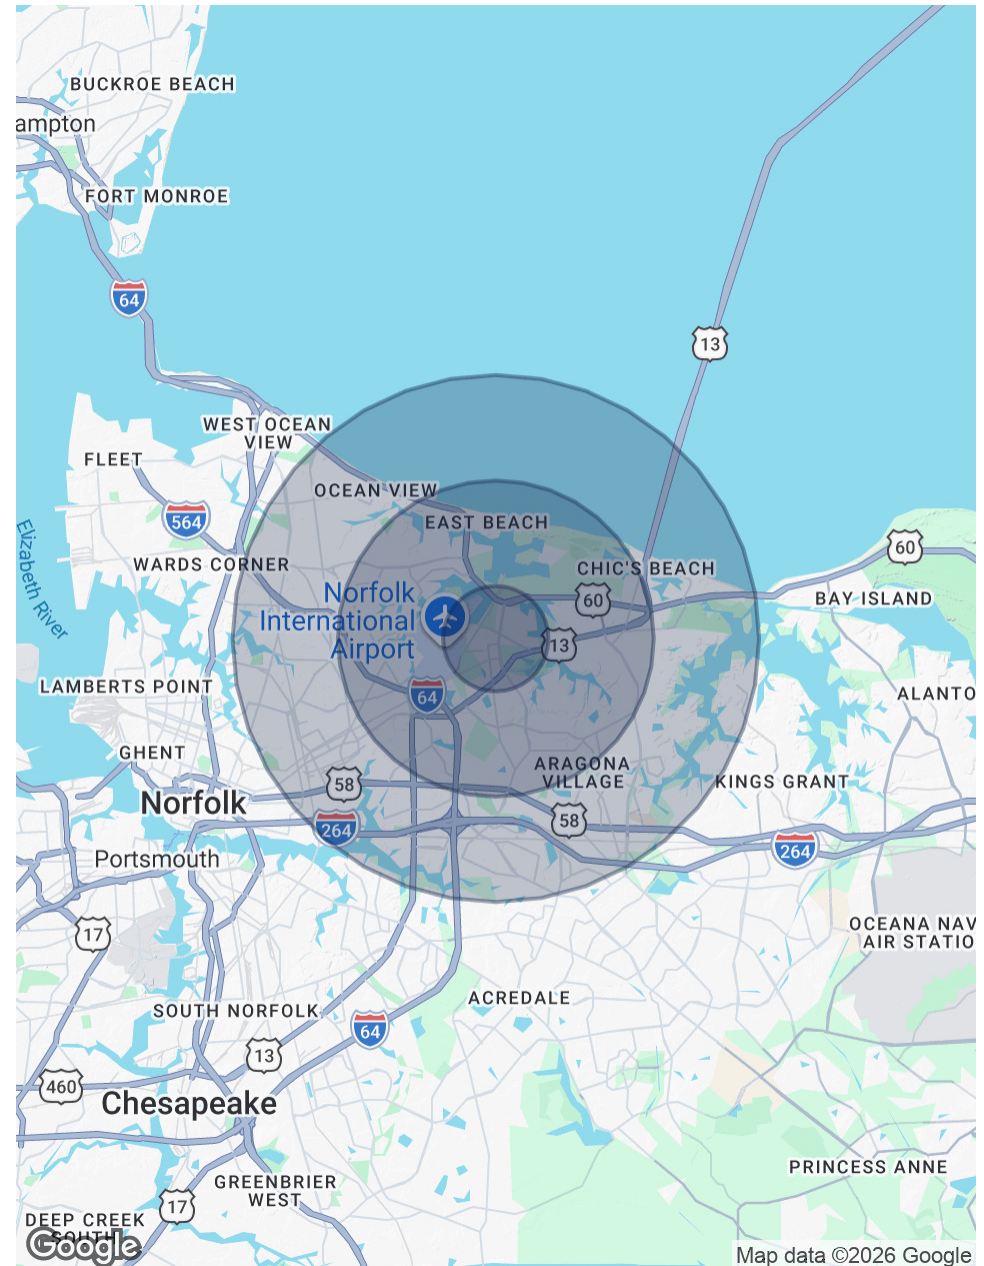 BUCKROE BEACH
ampton
FORT MONROE
64
13
WEST OCEAN
VIEW
FLEET
OCEAN VIEW
564
EAST BEACH
60
Elizabeth River
WARDS CORNER
CHIC'S BEACH
Norfolk
International
Airport
60
BAY ISLAND
13
LAMBERTS POINT
64
ALANTO
GHENT
ARAGONA
VILLAGE
58
KINGS GRANT
Norfolk
264
58
264
Portsmouth
17
OCEANA NAV
AIR STATIO
ACREDALE
SOUTH NORFOLK
64
13
460
Chesapeake
PRINCESS ANNE
GREENBRIER
WEST
17
DEEP CREEK
SOUTH
Google
Map data ©2026 Google